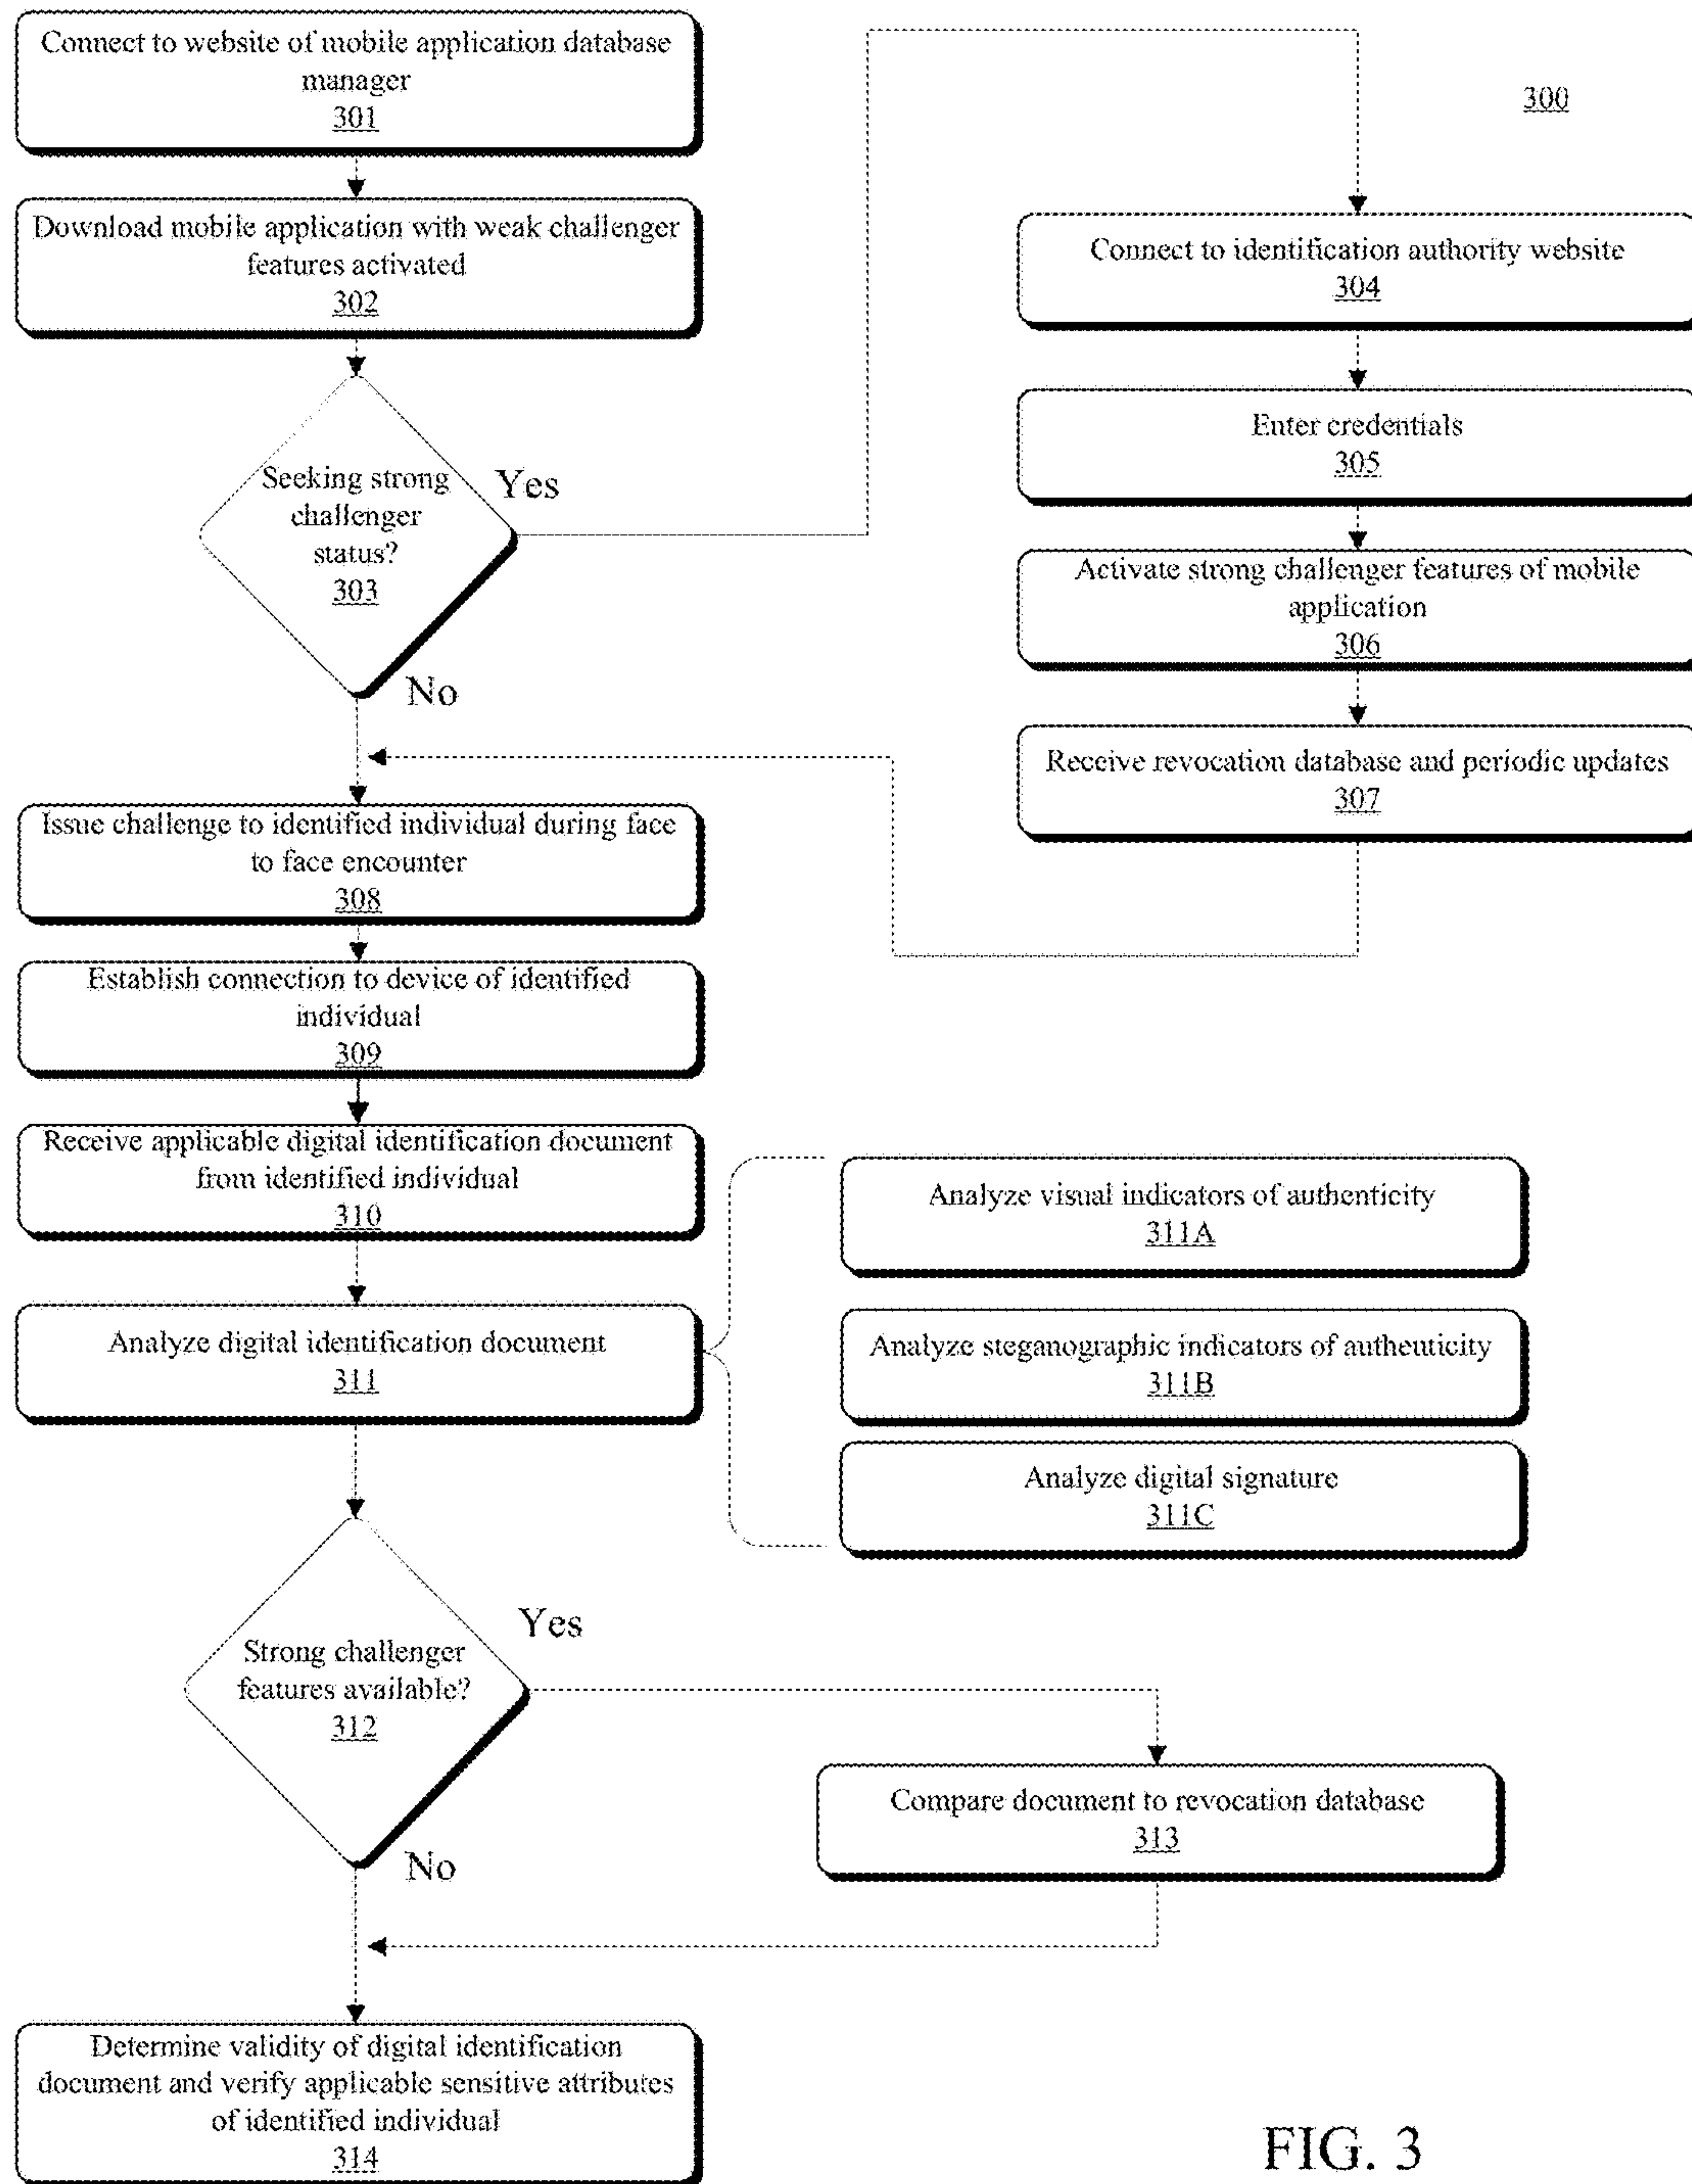 Connect to website of mobile application database
manager
301
300
Download mobile application with weak challenger
features activated
302
Seeking strong
challenger
status?
303
Yes
No
Connect to identification authority website
304
Enter credentials
305
Activate strong challenger features of mobile
application
306
Receive revocation database and periodic updates
307
Issue challenge to identified individual during face
to face encounter
308
Establish connection to device of identified
individual
309
Receive applicable digital identification document
from identified individual
310
Analyze digital identification document
311
Analyze visual indicators of authenticity
311A
Analyze steganographic indicators of authenticity
311B
Analyze digital signature
311C
Strong challenger
features available?
312
Yes
No
Compare document to revocation database
313
Determine validity of digital identification
document and verify applicable sensitive attributes
of identified individual
314
FIG. 3